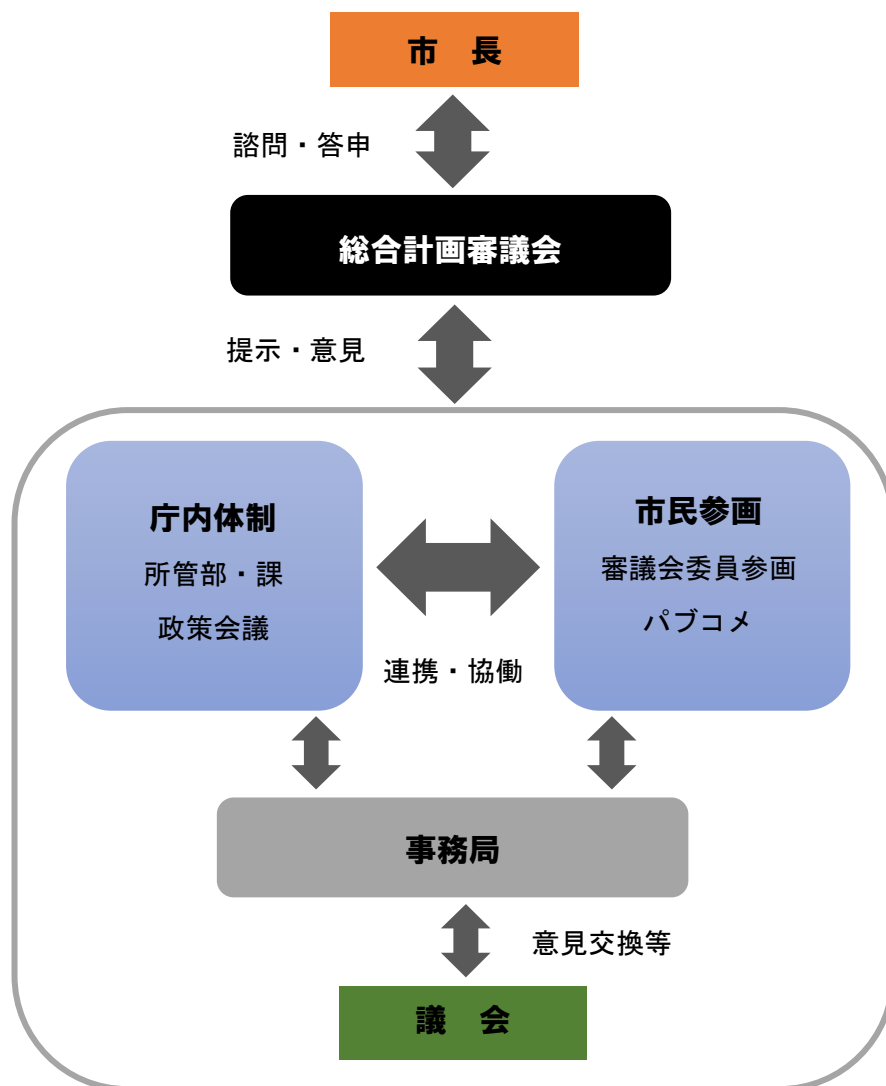 市　長
諮問・答申
総合計画審議会
提示・意見
庁内体制
所管部・課
政策会議
市民参画
審議会委員参画
パブコメ
連携・協働
事務局
意見交換等
議　会